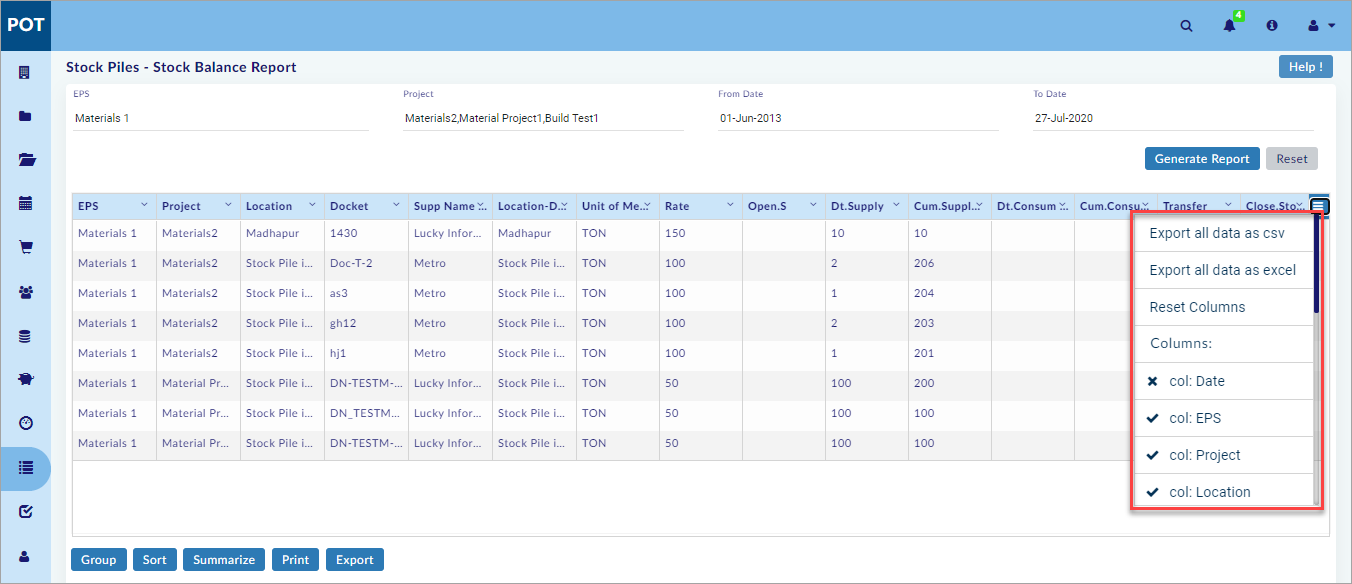 POT
4
Stock Piles - Stock Balance Report
Help !
EPS Project From Date To Date
Materials 1 Materials2,Material Project1,Build Test1 01-Jun-2013 27-Jul-2020
Generate Report Reset
EPS Project Location Docket Supp Name ... Location-D... Unit of Me... Rate Open.S Dt.Supply Cum.Suppl... Dt.Consum ... Cum.Consu... Transfer Close.Sto...
Materials 1 Materials2 Madhapur 1430 Lucky Infor... Madhapur TON 150 10 10
Materials 1 Materials2 Stock Pile i... Doc-T-2 Metro Stock Pile i... TON 100 2 206
Materials 1 Materials2 Stock Pile i... as3 Metro Stock Pile i... TON 100 1 204
Materials 1 Materials2 Stock Pile i... gh12 Metro Stock Pile i... TON 100 2 203
Materials 1 Materials2 Stock Pile i... hj1 Metro Stock Pile i... TON 100 1 201
Materials 1 Material Pr... Stock Pile i... DN-TESTM-... Lucky Infor... Stock Pile i... TON 50 100 200
Materials 1 Material Pr... Stock Pile i... DN_TESTM... Lucky Infor... Stock Pile i... TON 50 100 100
Materials 1 Material Pr... Stock Pile i... DN-TESTM-... Lucky Infor... Stock Pile i... TON 50 100 100
Export all data as csv
Export all data as excel
Reset Columns
Columns:
col: Date
col: EPS
col: Project
col: Location
Group Sort Summarize Print Export